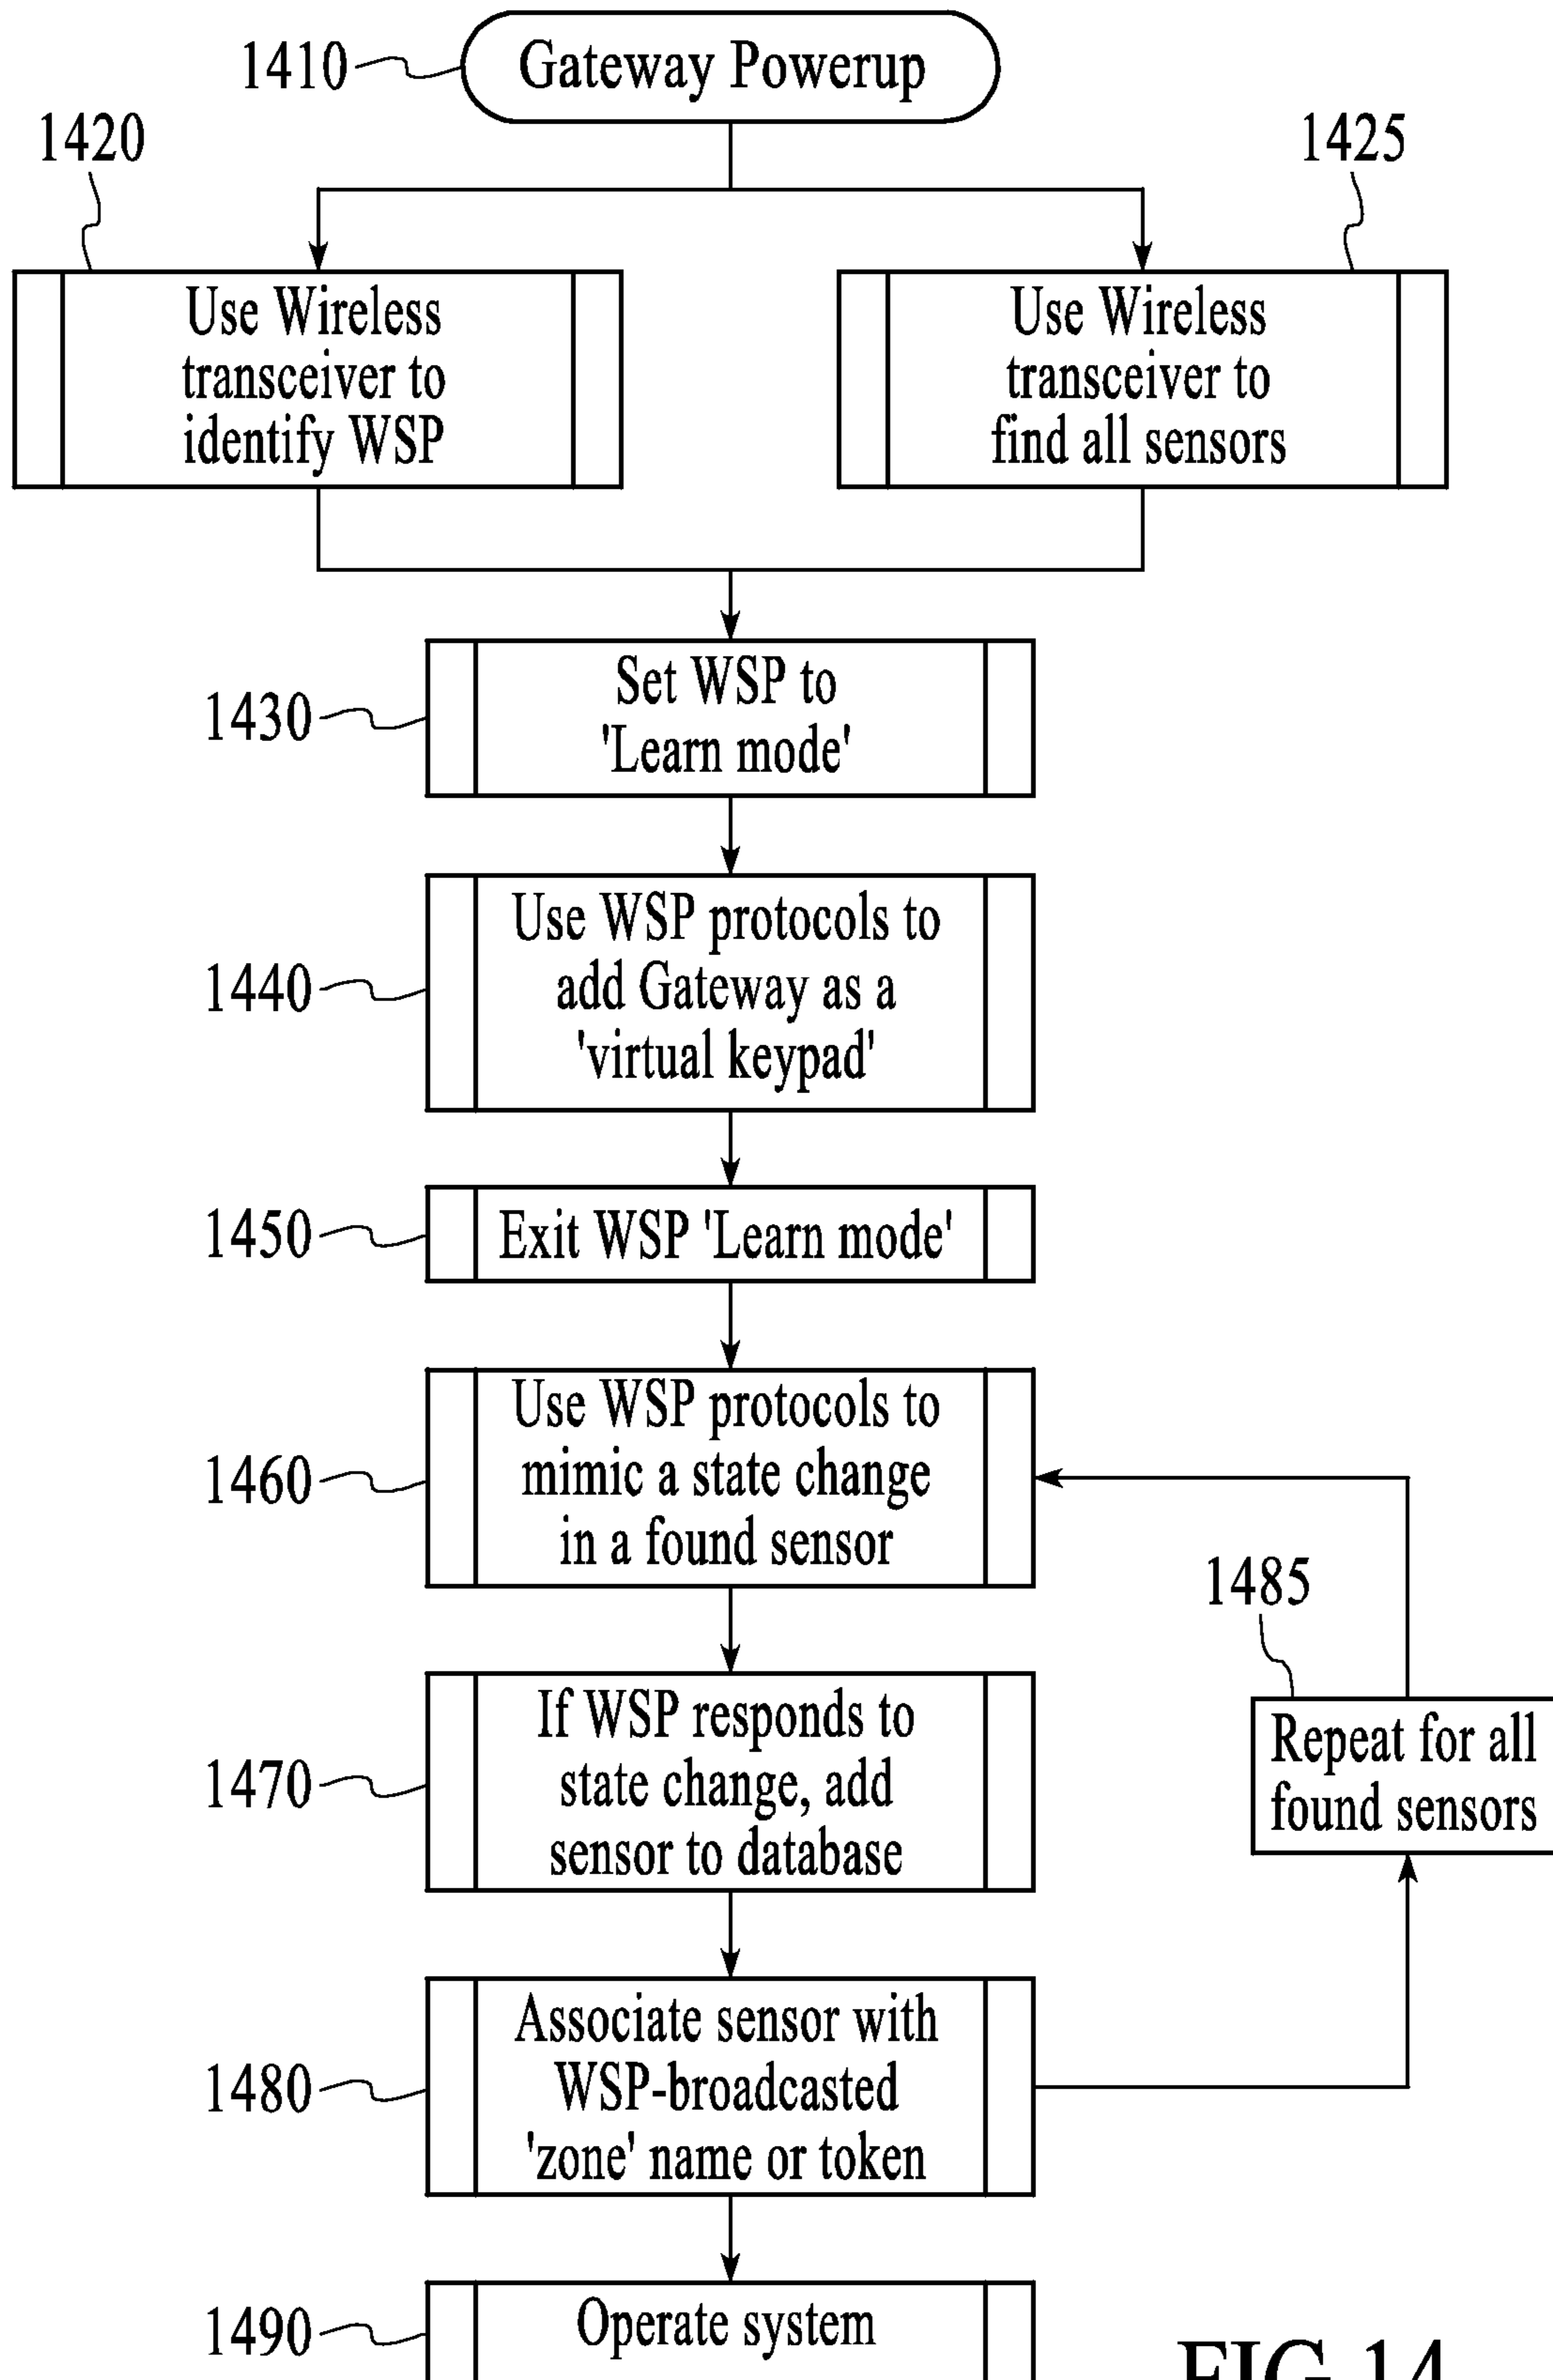 1410
Gateway Powerup
1420
1425
Use Wireless
transceiver to
identify WSP
Use Wireless
transceiver to
find all sensors
1430
Set WSP to
'Learn mode'
1440
Use WSP protocols to
add Gateway as a
'virtual keypad'
1450
Exit WSP 'Learn mode'
1460
Use WSP protocols to
mimic a state change
in a found sensor
1485
Repeat for all
found sensors
1470
If WSP responds to
state change, add
sensor to database
1480
Associate sensor with
WSP-broadcasted
'zone' name or token
1490
Operate system
FIG.14